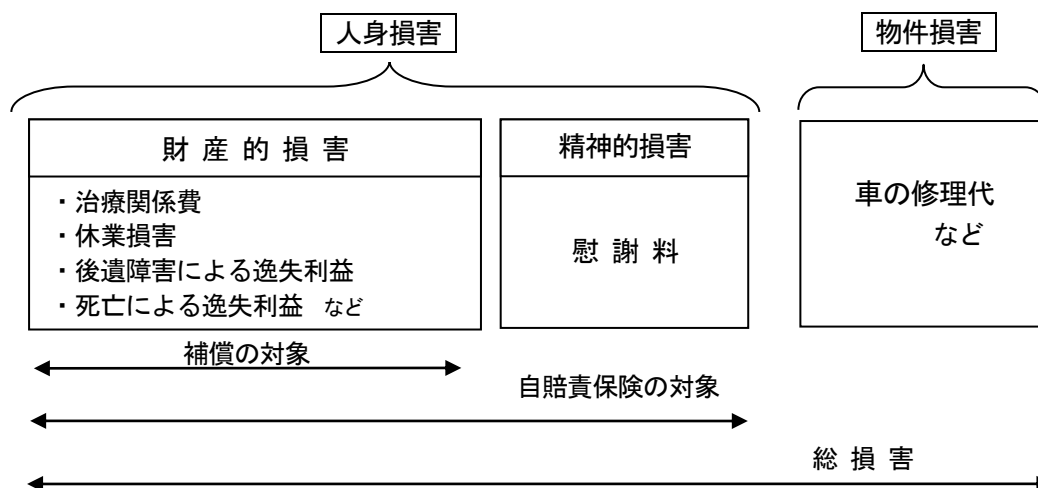 人身損害
物件損害
財産的損害
精神的損害
・治療関係費
・休業損害
・後遺障害による逸失利益
・死亡による逸失利益 など
慰謝料
車の修理代
など
補償の対象
自賠責保険の対象
総損害